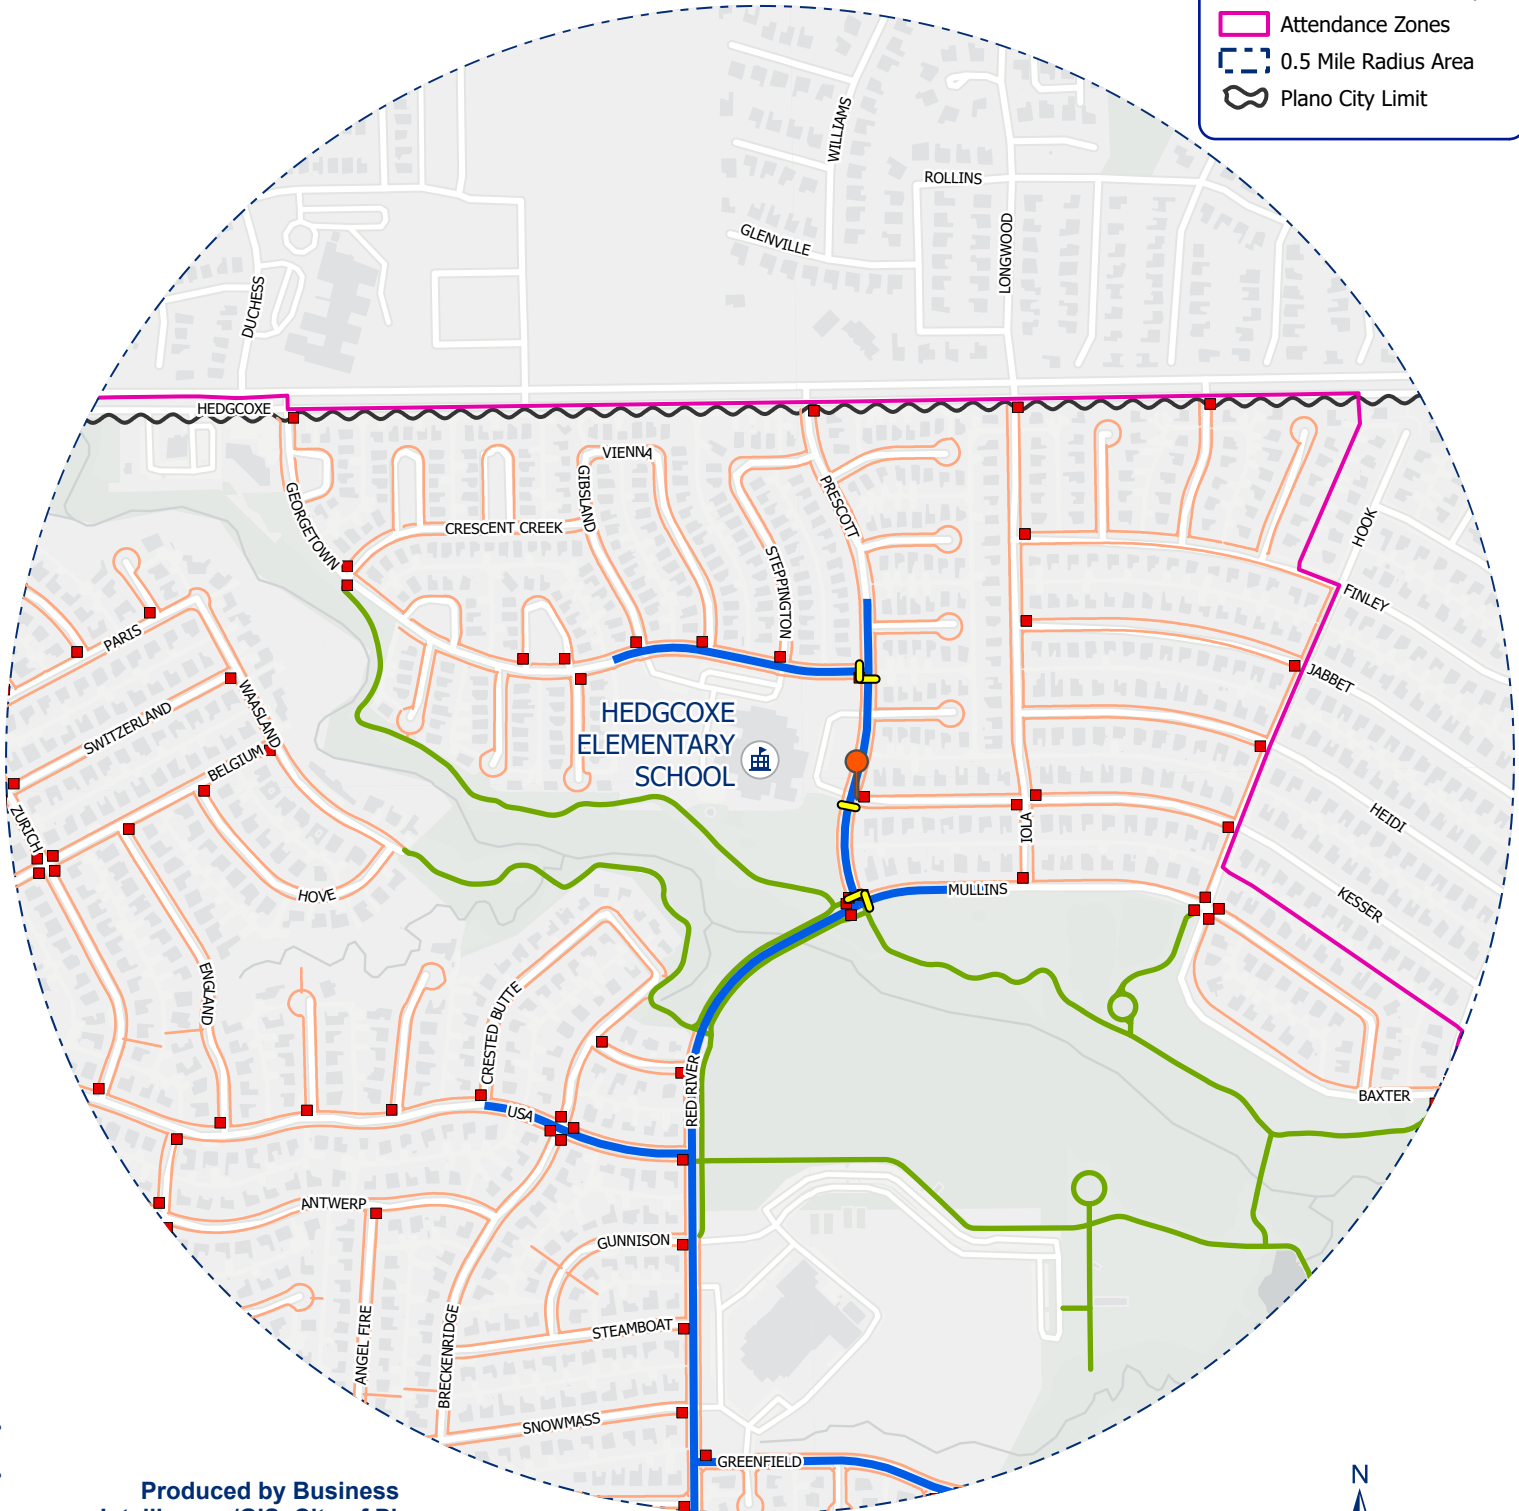 Attendance Zones
0.5 Mile Radius Area
Plano City Limit
WILLIAMS
ROLLINS
GLENVILLE
LONGWOOD
DUCHESS
HEDGCOXE
VIENNA
GIBSLAND
GEORGETOWN
CRESCENT CREEK
PRESCOTT
STEPPINGTON
HOOK
FINLEY
JABBET
PARIS
WAASLAND
SWITZERLAND
BELGIUM
HEDGCOXE
ELEMENTARY
SCHOOL
ZURICH
IOLA
HEIDI
HOVE
MULLINS
KESSER
ENGLAND
CRESTED BUTTE
USA
RED RIVER
BAXTER
ANTWERP
GUNNISON
ANGEL FIRE
BRECKENRIDGE
STEAMBOAT
SNOWMASS
GREENFIELD
N
Produced by Business